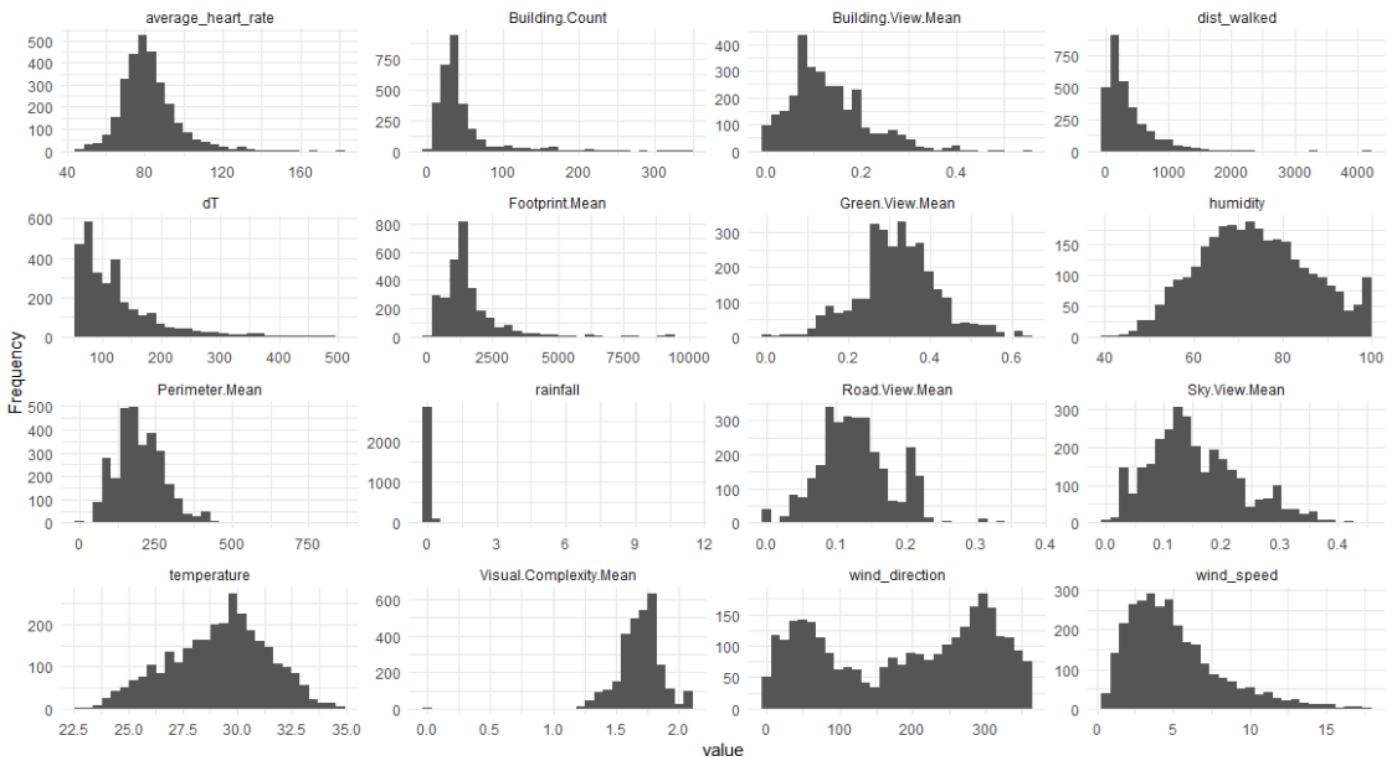 average_heart_rate
Building.Count
Building.View.Mean
dist_walked
500
400
300
200
100
0
40 80 120 160
750
500
250
0
0 100 200 300
400
300
200
100
0
0.0 0.2 0.4
750
500
250
0
0 1000 2000 3000 4000
dT
Footprint.Mean
Green.View.Mean
humidity
600
400
200
0
100 200 300 400 500
800
600
400
200
0
0 2500 5000 7500 10000
300
200
100
0
0.0 0.2 0.4 0.6
150
100
50
0
40 60 80 100
Frequency
Perimeter.Mean
rainfall
Road.View.Mean
Sky.View.Mean
500
400
300
200
100
0
0 250 500 750
2000
1000
0
0 3 6 9 12
300
200
100
0
0.0 0.1 0.2 0.3 0.4
300
200
100
0
0.0 0.1 0.2 0.3 0.4
temperature
Visual.Complexity.Mean
wind_direction
wind_speed
200
100
0
22.5 25.0 27.5 30.0 32.5 35.0
600
400
200
0
0.0 0.5 1.0 1.5 2.0
150
100
50
0
0 100 200 300
300
200
100
0
0 5 10 15
value